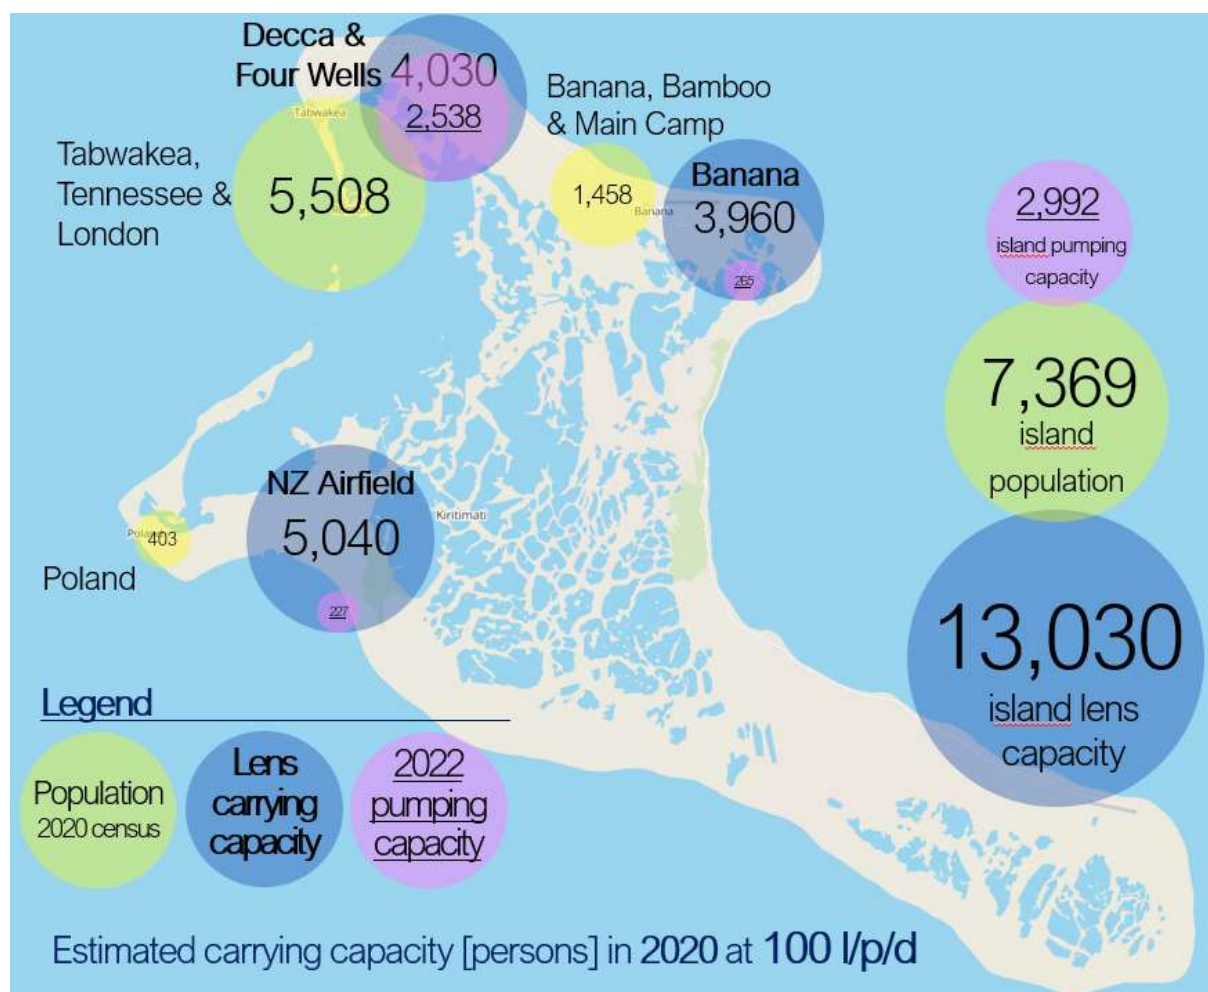 Decca &
Four Wells
4,030
2,538
Tabwakea
Tabwakea,
Tennessee &
London
5,508
Banana, Bamboo
& Main Camp
1,458
Banana
Banana
3,960
265
2,992
island pumping
capacity
7,369
island
population
13,030
island lens
capacity
NZ Airfield
5,040
227
Kiritimati
Poland
403
Poland
Legend
Population
2020 census
Lens
carrying
capacity
2022
pumping
capacity
Estimated carrying capacity [persons] in 2020 at 100 l/p/d